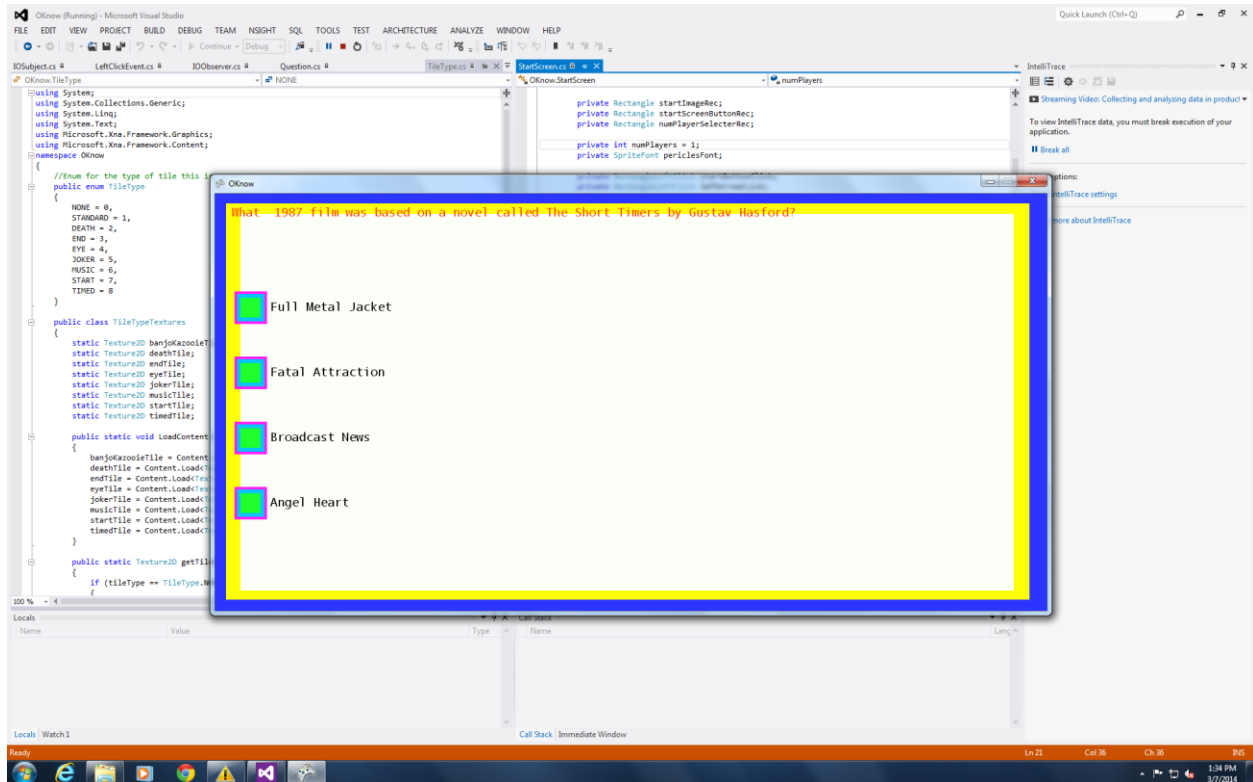 OKnow (Running) - Microsoft Visual Studio
Quick Launch (Ctrl+Q)
FILE EDIT VIEW PROJECT BUILD DEBUG TEAM NSIGHT SQL TOOLS TEST ARCHITECTURE ANALYZE WINDOW HELP
Continue Debug
IOSubject.cs LeftClickEvent.cs IOObserver.cs Question.cs TileType.cs StartScreen.cs
OKnow.TileType NONE
using System;
using System.Collections.Generic;
using System.Linq;
using System.Text;
using Microsoft.Xna.Framework.Graphics;
using Microsoft.Xna.Framework.Content;
namespace OKnow
{
//Enum for the type of tile this i
public enum TileType
{
NONE = 0,
STANDARD = 1,
DEATH = 2,
END = 3,
EYE = 4,
JOKER = 5,
MUSIC = 6,
START = 7,
TIMED = 8
}
public class TileTypeTextures
{
static Texture2D banjoKazooieT
static Texture2D deathTile;
static Texture2D endTile;
static Texture2D eyeTile;
static Texture2D jokerTile;
static Texture2D musicTile;
static Texture2D startTile;
static Texture2D timedTile;
public static void LoadContent
{
banjoKazooieTile = Content
deathTile = Content.Load<T
endTile = Content.Load<Tex
eyeTile = Content.Load<Tex
jokerTile = Content.Load<T
musicTile = Content.Load<T
startTile = Content.Load<T
timedTile = Content.Load<T
}
public static Texture2D getTil
{
if (tileType == TileType.N
{
100 %
OKnow.StartScreen numPlayers
private Rectangle startImageRec;
private Rectangle startScreenButtonRec;
private Rectangle numPlayerSelecterRec;
private int numPlayers = 1;
private SpriteFont periclesFont;
OKnow
What 1987 film was based on a novel called The Short Timers by Gustav Hasford?
Full Metal Jacket
Fatal Attraction
Broadcast News
Angel Heart
IntelliTrace
Streaming Video: Collecting and analyzing data in product
To view IntelliTrace data, you must break execution of your
application.
Break all
ptions:
ntelliTrace settings
more about IntelliTrace
Locals
Name Value Type
Call Stack
Name Lang
Locals Watch 1
Call Stack Immediate Window
Ready
Ln 21 Col 36 Ch 36 INS
1:34 PM
3/7/2014